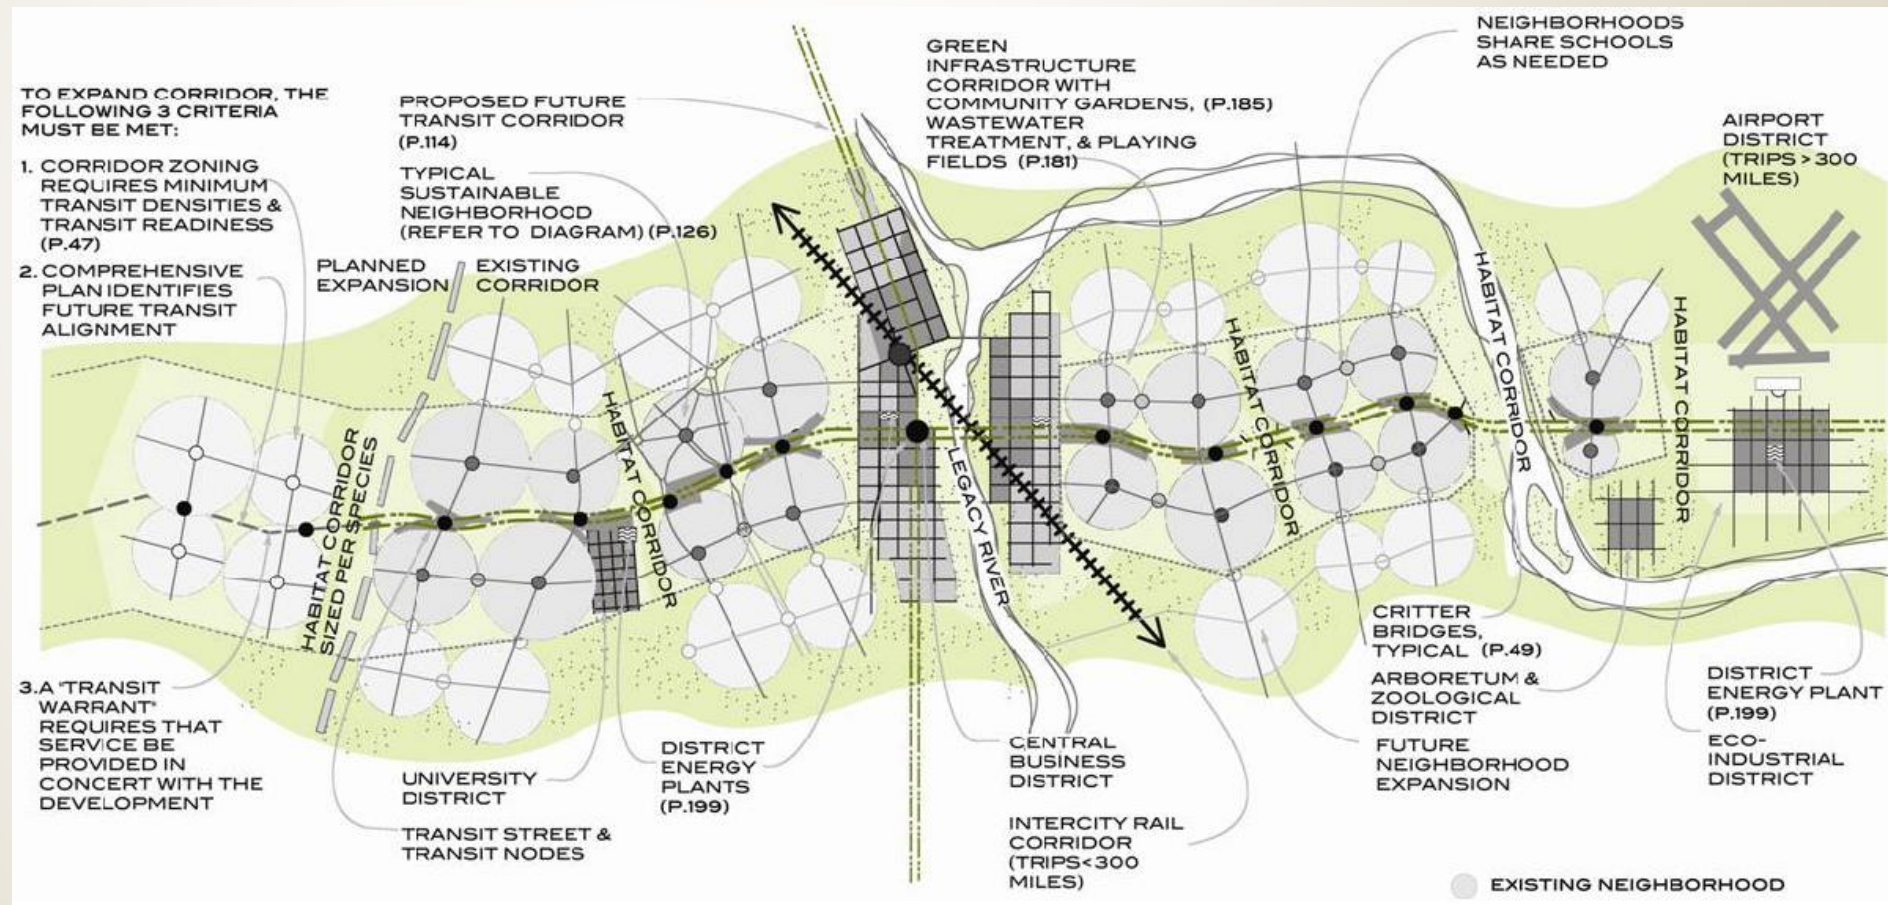 TO EXPAND CORRIDOR, THE
FOLLOWING 3 CRITERIA
MUST BE MET:
1. CORRIDOR ZONING
REQUIRES MINIMUM
TRANSIT DENSITIES &
TRANSIT READINESS
(P.47)
2. COMPREHENSIVE
PLAN IDENTIFIES
FUTURE TRANSIT
ALIGNMENT
3. A "TRANSIT
WARRANT"
REQUIRES THAT
SERVICE BE
PROVIDED IN
CONCERT WITH THE
DEVELOPMENT
PROPOSED FUTURE
TRANSIT CORRIDOR
(P.114)
TYPICAL
SUSTAINABLE
NEIGHBORHOOD
(REFER TO DIAGRAM) (P.126)
PLANNED
EXPANSION
EXISTING
CORRIDOR
GREEN
INFRASTRUCTURE
CORRIDOR WITH
COMMUNITY GARDENS, (P.185)
WASTEWATER
TREATMENT, & PLAYING
FIELDS (P.181)
NEIGHBORHOODS
SHARE SCHOOLS
AS NEEDED
AIRPORT
DISTRICT
(TRIPS > 300
MILES)
HABITAT CORRIDOR
SIZED PER SPECIES
HABITAT CORRIDOR
LEGACY RIVER
HABITAT CORRIDOR
HABITAT CORRIDOR
HABITAT CORRIDOR
UNIVERSITY
DISTRICT
TRANSIT STREET &
TRANSIT NODES
DISTRICT
ENERGY
PLANTS
(P.199)
CENTRAL
BUSINESS
DISTRICT
INTERCITY RAIL
CORRIDOR
(TRIPS<300
MILES)
CRITTER
BRIDGES,
TYPICAL (P.49)
ARBORETUM &
ZOOLOGICAL
DISTRICT
FUTURE
NEIGHBORHOOD
EXPANSION
DISTRICT
ENERGY PLANT
(P.199)
ECO-
INDUSTRIAL
DISTRICT
EXISTING NEIGHBORHOOD